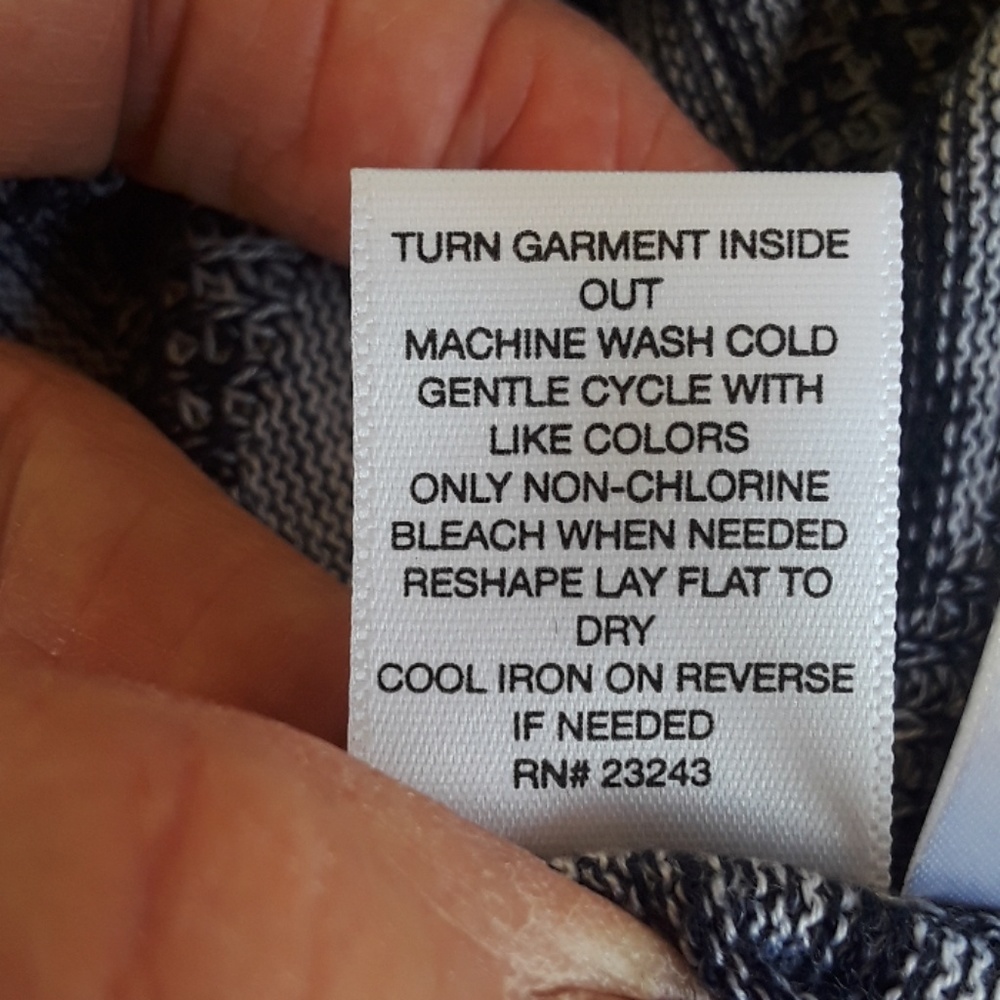 TURN GARMENT INSIDE
OUT
MACHINE WASH COLD
GENTLE CYCLE WITH
LIKE COLORS
ONLY NON-CHLORINE
BLEACH WHEN NEEDED
RESHAPE LAY FLAT TO
DRY
COOL IRON ON REVERSE
IF NEEDED
RN# 23243